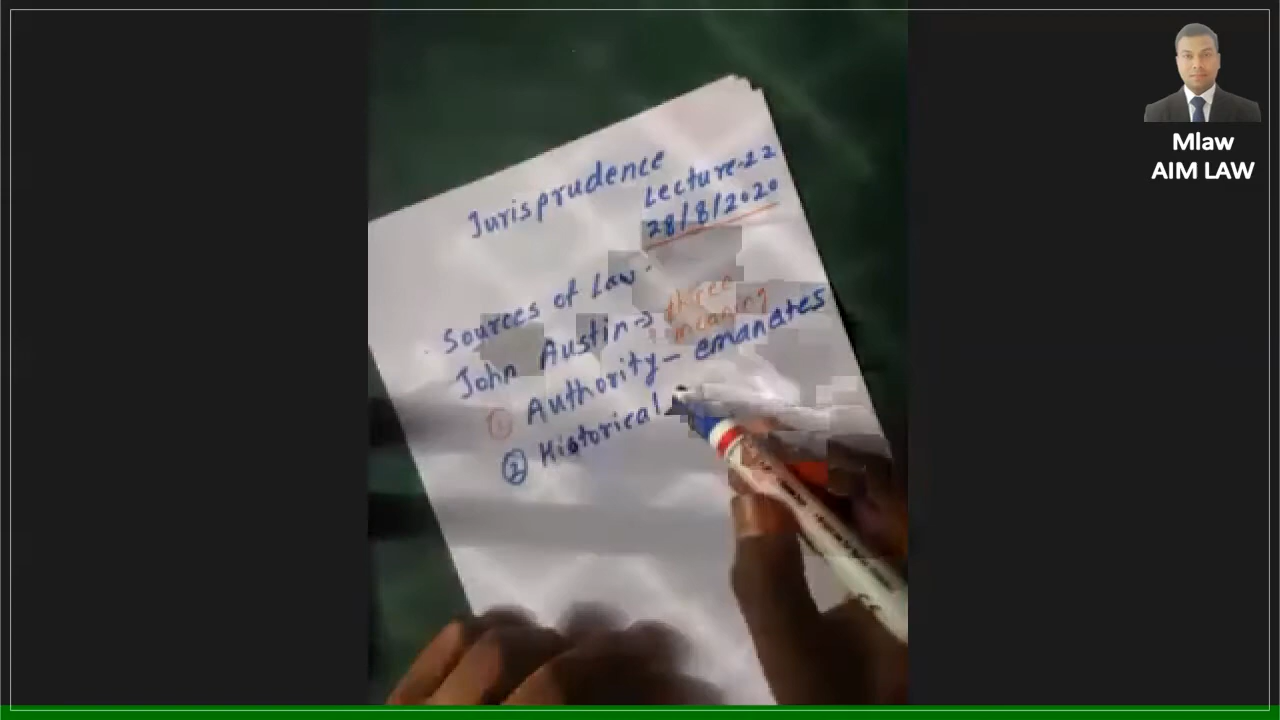 Jurisprudence
Lecture-22
28/8/2020
Sources of Law.
John Austin→ three
meaning
① Authority- emanates
② Historical
Mlaw
AIM LAW